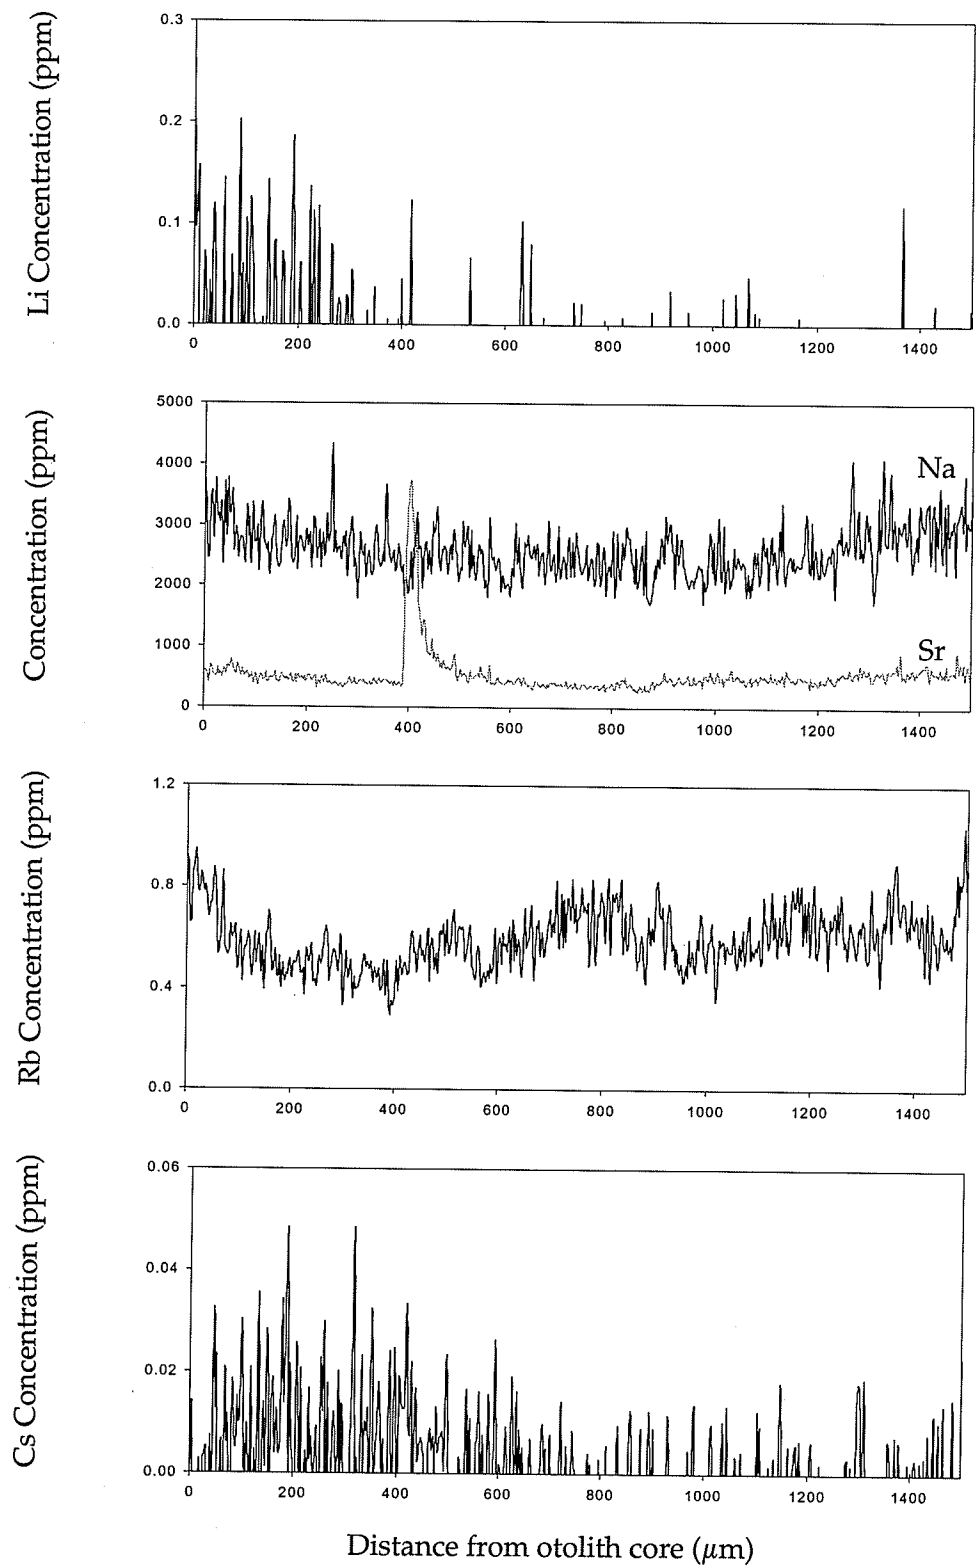 Li Concentration (ppm)
0.3
0.2
0.1
0.0
0 200 400 600 800 1000 1200 1400
Concentration (ppm)
5000
4000
3000
2000
1000
0
Na
Sr
0 200 400 600 800 1000 1200 1400
Rb Concentration (ppm)
1.2
0.8
0.4
0.0
0 200 400 600 800 1000 1200 1400
Cs Concentration (ppm)
0.06
0.04
0.02
0.00
0 200 400 600 800 1000 1200 1400
Distance from otolith core (μm)